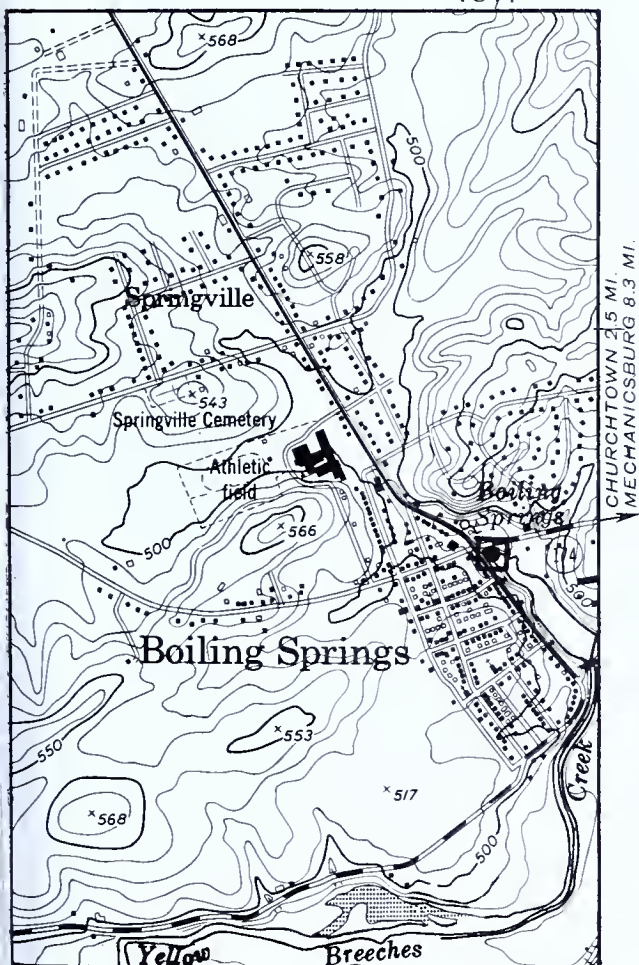 568
500
558
Springville
543
Springville Cemetery
Athletic
field
Boiling
Springs
566
500
500
Boiling Springs
553
550
517
568
500
Creek
Yellow
Breeches
CHURCHTOWN 2.5 MI.
MECHANICSBURG 8.3 MI.